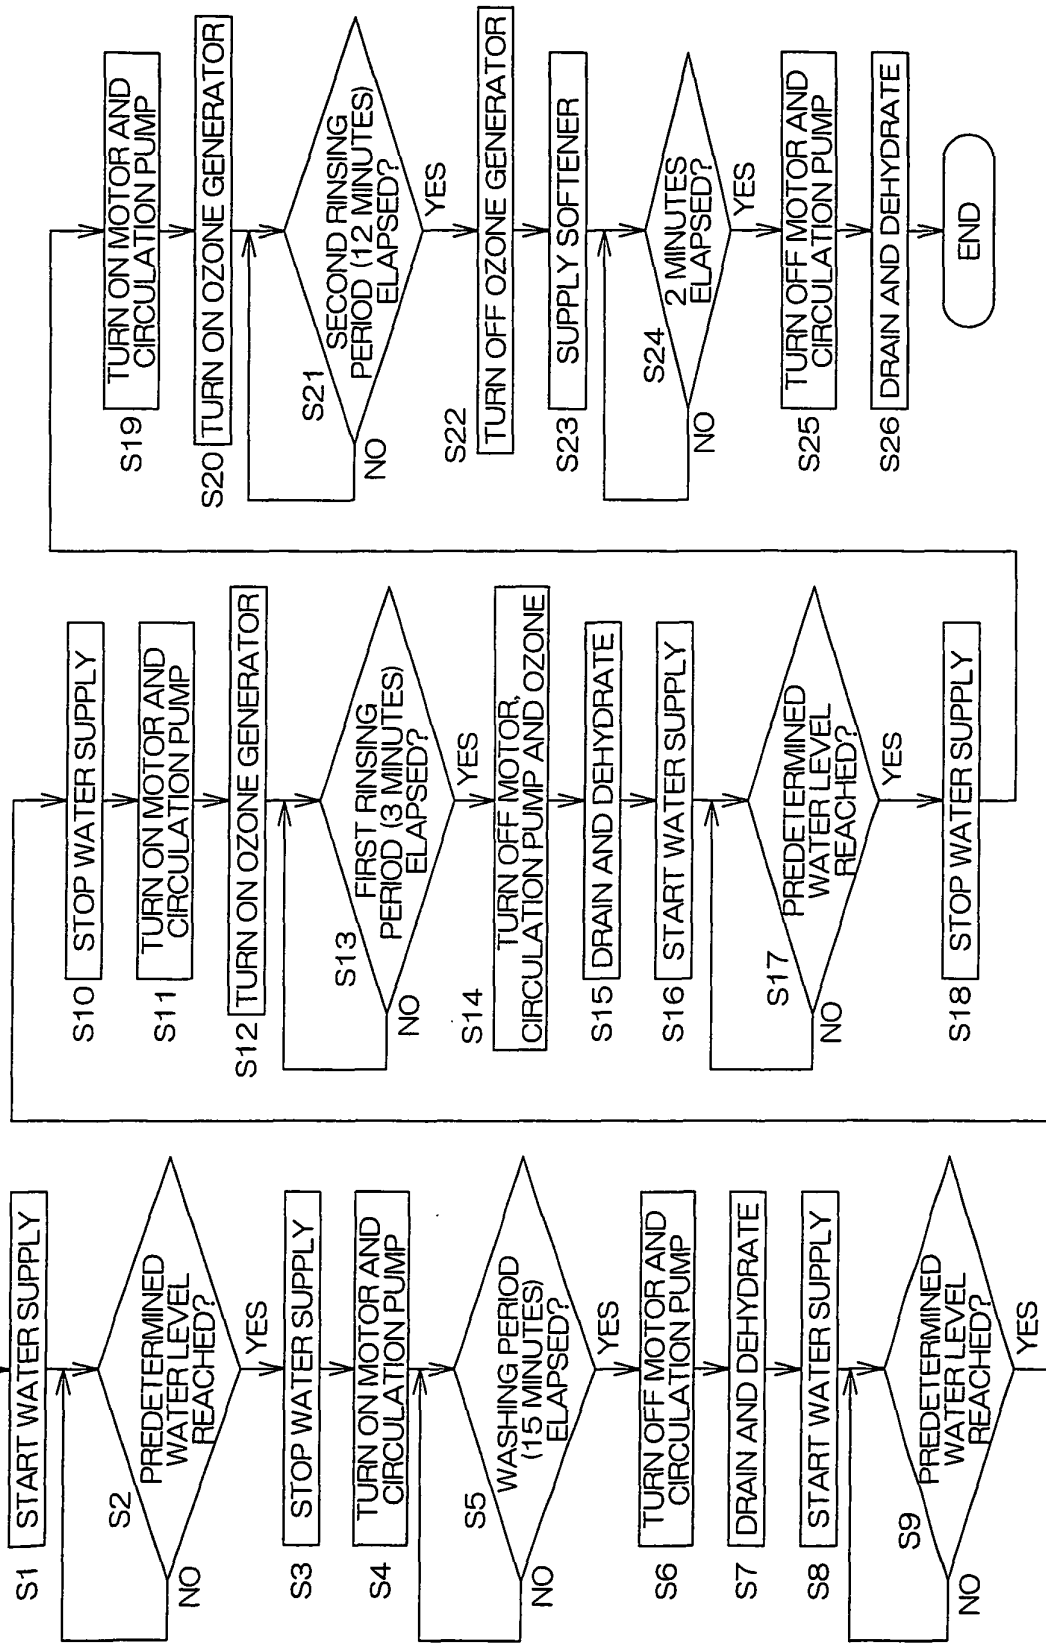 S1
START WATER SUPPLY
S2
PREDETERMINED
WATER LEVEL
REACHED?
NO
YES
S3
STOP WATER SUPPLY
S4
TURN ON MOTOR AND
CIRCULATION PUMP
S5
WASHING PERIOD
(15 MINUTES)
ELAPSED?
NO
YES
S6
TURN OFF MOTOR AND
CIRCULATION PUMP
S7
DRAIN AND DEHYDRATE
S8
START WATER SUPPLY
S9
PREDETERMINED
WATER LEVEL
REACHED?
NO
YES
S10
STOP WATER SUPPLY
S11
TURN ON MOTOR AND
CIRCULATION PUMP
S12
TURN ON OZONE GENERATOR
S13
FIRST RINSING
PERIOD (3 MINUTES)
ELAPSED?
NO
YES
S14
TURN OFF MOTOR,
CIRCULATION PUMP AND OZONE
S15
DRAIN AND DEHYDRATE
S16
START WATER SUPPLY
S17
PREDETERMINED
WATER LEVEL
REACHED?
NO
YES
S18
STOP WATER SUPPLY
S19
TURN ON MOTOR AND
CIRCULATION PUMP
S20
TURN ON OZONE GENERATOR
S21
SECOND RINSING
PERIOD (12 MINUTES)
ELAPSED?
NO
YES
S22
TURN OFF OZONE GENERATOR
S23
SUPPLY SOFTENER
S24
2 MINUTES
ELAPSED?
NO
YES
S25
TURN OFF MOTOR AND
CIRCULATION PUMP
S26
DRAIN AND DEHYDRATE
END